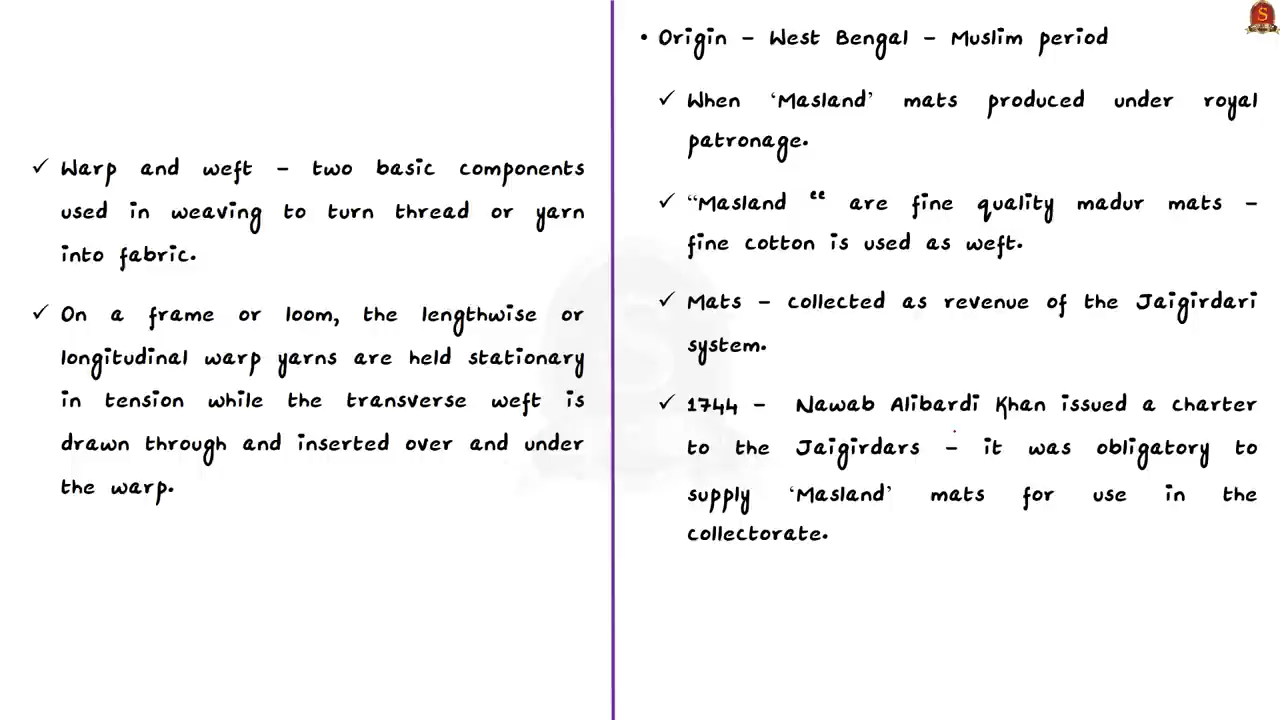 ✓ Warp and weft – two basic components
used in weaving to turn thread or yarn
into fabric.
✓ On a frame or loom, the lengthwise or
longitudinal warp yarns are held stationary
in tension while the transverse weft is
drawn through and inserted over and under
the warp.
• Origin – West Bengal – Muslim period
✓ When ‘Masland’ mats produced under royal
patronage.
✓ “Masland “ are fine quality madur mats –
fine cotton is used as weft.
✓ Mats – collected as revenue of the Jaigirdari
system.
✓ 1744 – Nawab Alibardi Khan issued a charter
to the Jaigirdars – it was obligatory to
supply ‘Masland’ mats for use in the
collectorate.
S